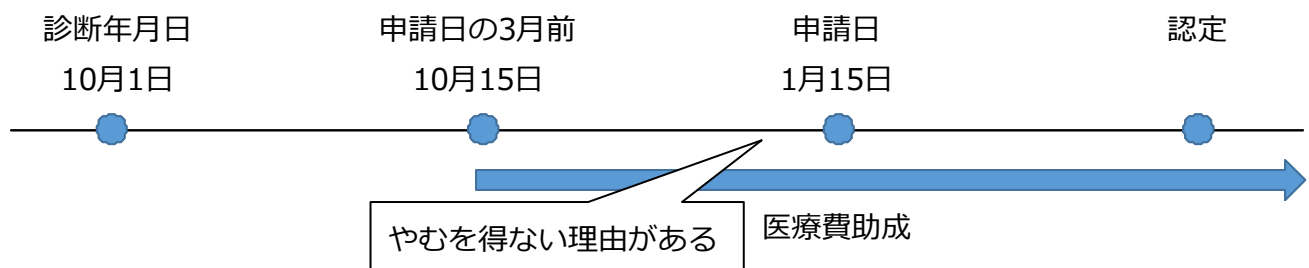 診断年月日
10月1日
申請日の3月前
10月15日
申請日
1月15日
認定
やむを得ない理由がある
医療費助成